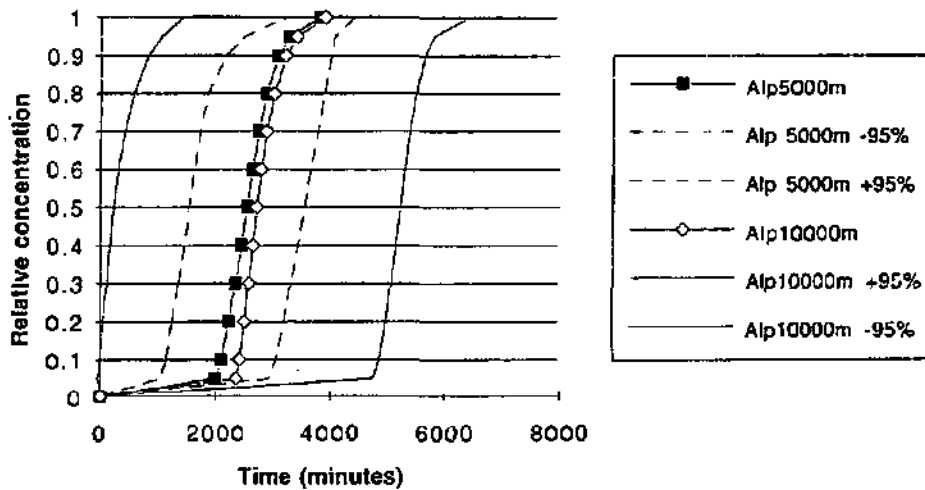 Relative concentration
1
0.9
0.8
0.7
0.6
0.5
0.4
0.3
0.2
0.1
0
0 2000 4000 6000 8000
Time (minutes)
Alp5000m
Alp 5000m -95%
Alp 5000m +95%
Alp10000m
Alp10000m +95%
Alp10000m -95%